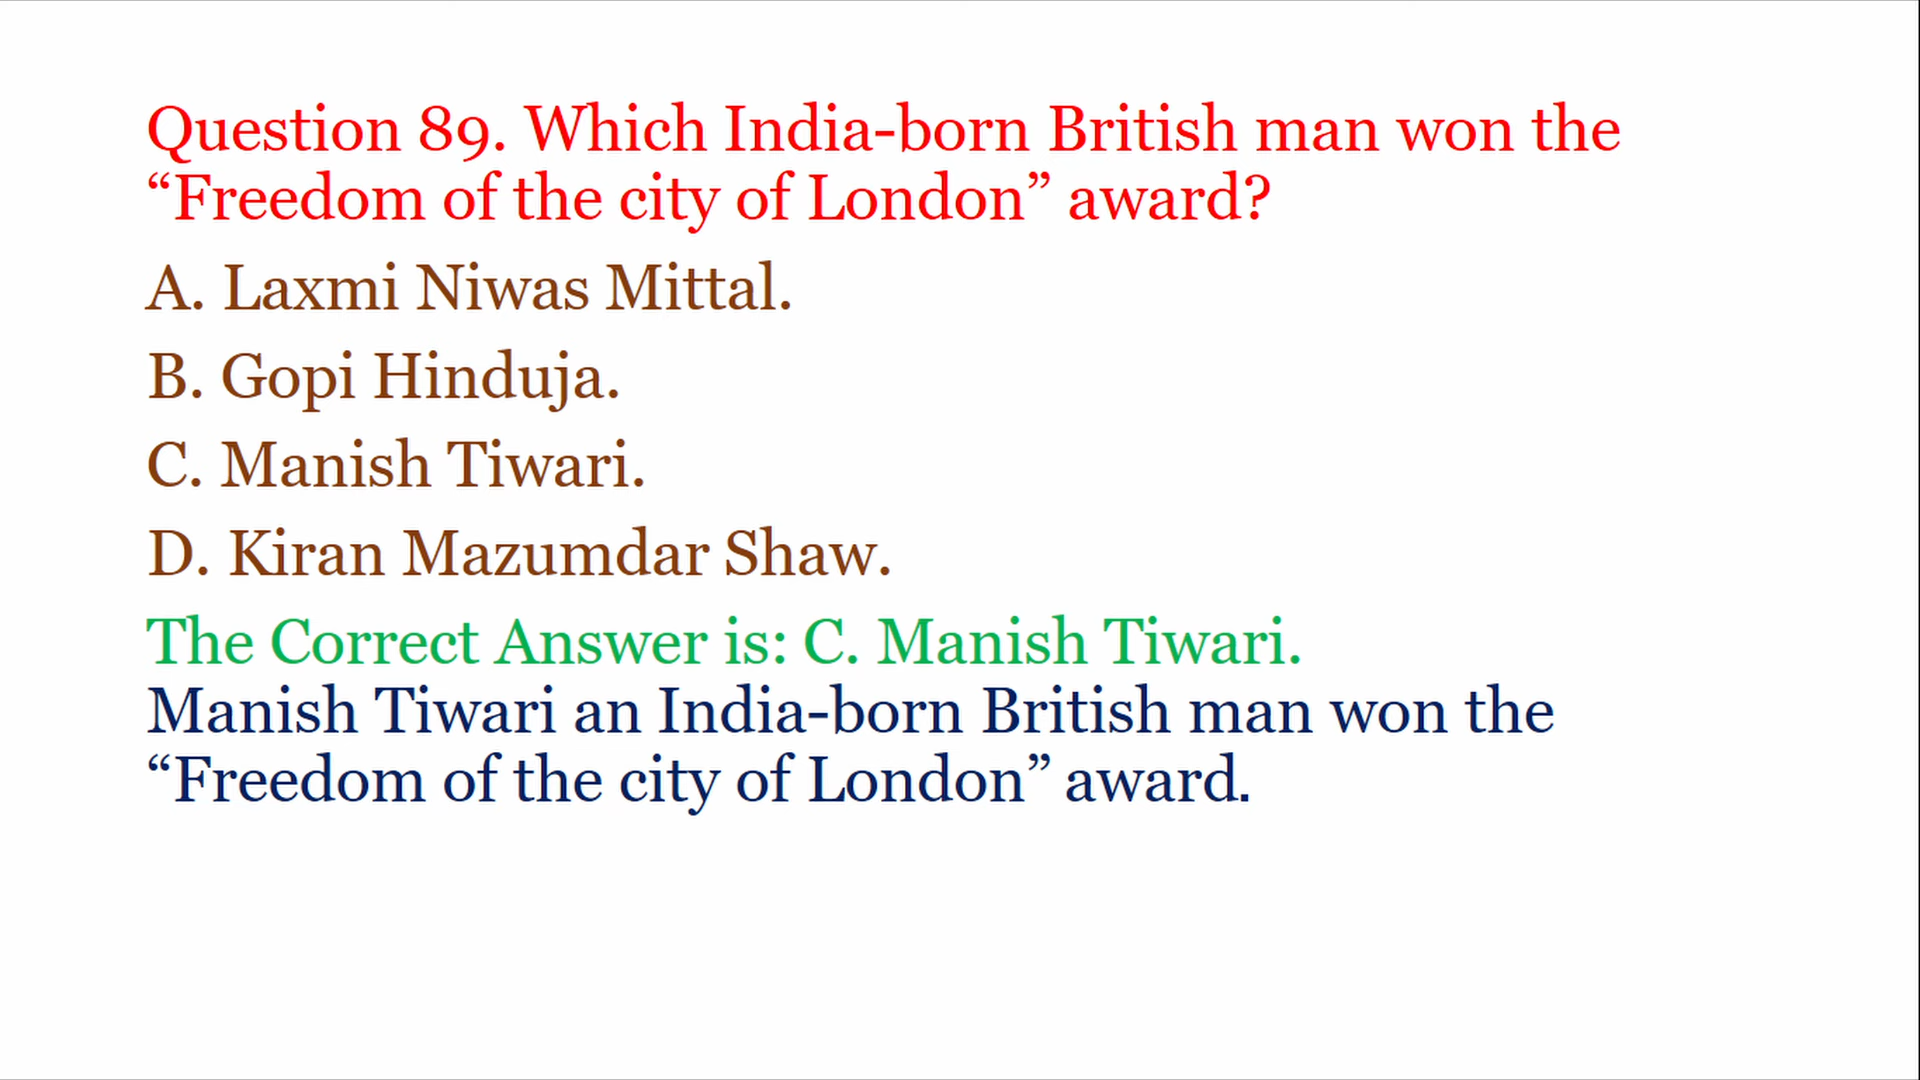 Question 89. Which India-born British man won the
“Freedom of the city of London” award?
A. Laxmi Niwas Mittal.
B. Gopi Hinduja.
C. Manish Tiwari.
D. Kiran Mazumdar Shaw.
The Correct Answer is: C. Manish Tiwari.
Manish Tiwari an India-born British man won the
“Freedom of the city of London” award.